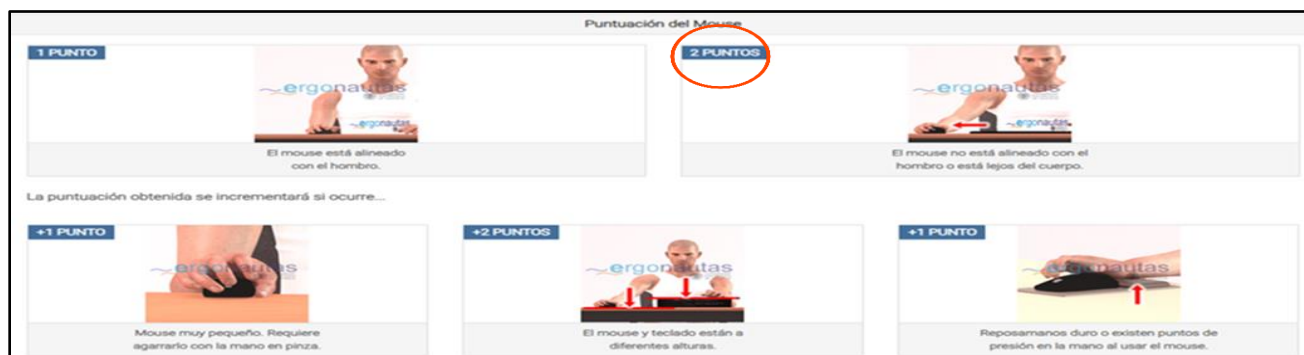 Puntuación del Mouse
1 PUNTO
ergonautas
ergonautas
El mouse está alineado
con el hombro.
2 PUNTOS
ergonautas
ergonautas
El mouse no está alineado con el
hombro o está lejos del cuerpo.
La puntuación obtenida se incrementará si ocurre...
+1 PUNTO
ergonautas
Mouse muy pequeño. Requiere
agarrarlo con la mano en pinza.
+2 PUNTOS
ergonautas
El mouse y teclado están a
diferentes alturas.
+1 PUNTO
ergonautas
Reposamanos duro o existen puntos de
presión en la mano al usar el mouse.